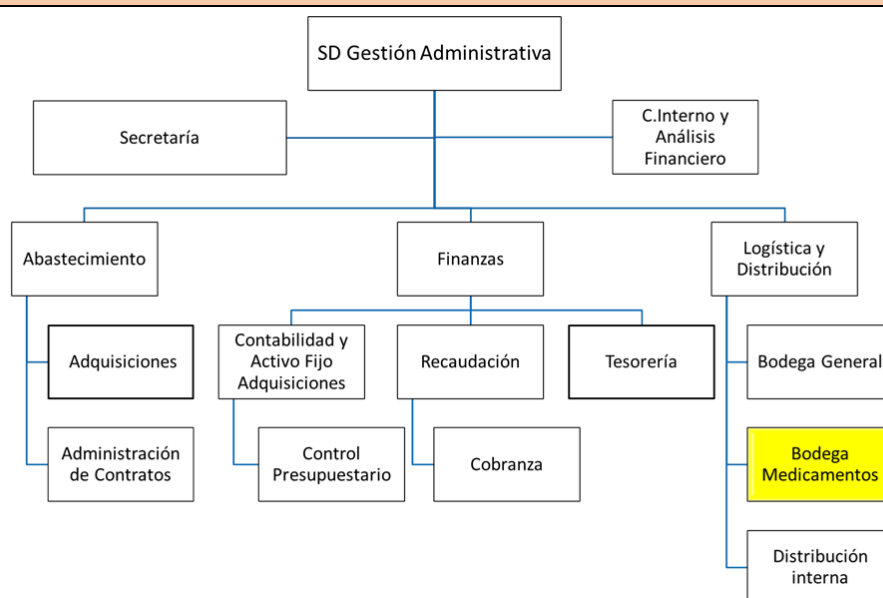 SD Gestión Administrativa
Secretaría
C.Interno y
Análisis
Financiero
Abastecimiento
Finanzas
Logística y
Distribución
Adquisiciones
Contabilidad y
Activo Fijo
Adquisiciones
Recaudación
Tesorería
Bodega General
Administración
de Contratos
Control
Presupuestario
Cobranza
Bodega
Medicamentos
Distribución
interna